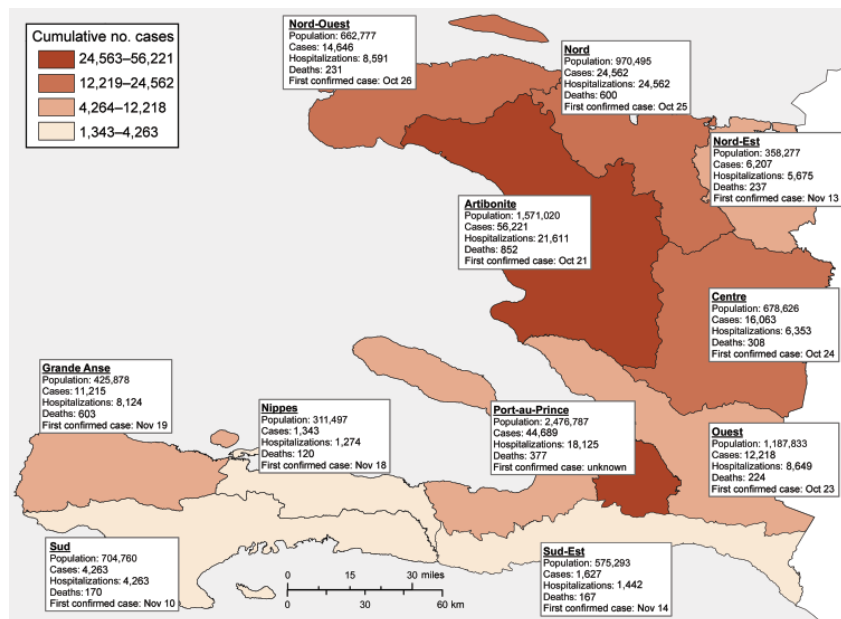 Cumulative no. cases
24,563–56,221
12,219–24,562
4,264–12,218
1,343–4,263
Nord-Ouest
Population: 662,777
Cases: 14,646
Hospitalizations: 8,591
Deaths: 231
First confirmed case: Oct 26
Nord
Population: 970,495
Cases: 24,562
Hospitalizations: 24,562
Deaths: 600
First confirmed case: Oct 25
Nord-Est
Population: 358,277
Cases: 6,207
Hospitalizations: 5,675
Deaths: 237
First confirmed case: Nov 13
Artibonite
Population: 1,571,020
Cases: 56,221
Hospitalizations: 21,611
Deaths: 852
First confirmed case: Oct 21
Centre
Population: 678,626
Cases: 16,063
Hospitalizations: 6,353
Deaths: 308
First confirmed case: Oct 24
Grande Anse
Population: 425,878
Cases: 11,215
Hospitalizations: 8,124
Deaths: 603
First confirmed case: Nov 19
Nippes
Population: 311,497
Cases: 1,343
Hospitalizations: 1,274
Deaths: 120
First confirmed case: Nov 18
Port-au-Prince
Population: 2,476,787
Cases: 44,689
Hospitalizations: 18,125
Deaths: 377
First confirmed case: unknown
Ouest
Population: 1,187,833
Cases: 12,218
Hospitalizations: 8,649
Deaths: 224
First confirmed case: Oct 23
Sud
Population: 704,760
Cases: 4,263
Hospitalizations: 4,263
Deaths: 170
First confirmed case: Nov 10
Sud-Est
Population: 575,293
Cases: 1,627
Hospitalizations: 1,442
Deaths: 167
First confirmed case: Nov 14
0 15 30 miles
0 30 60 km